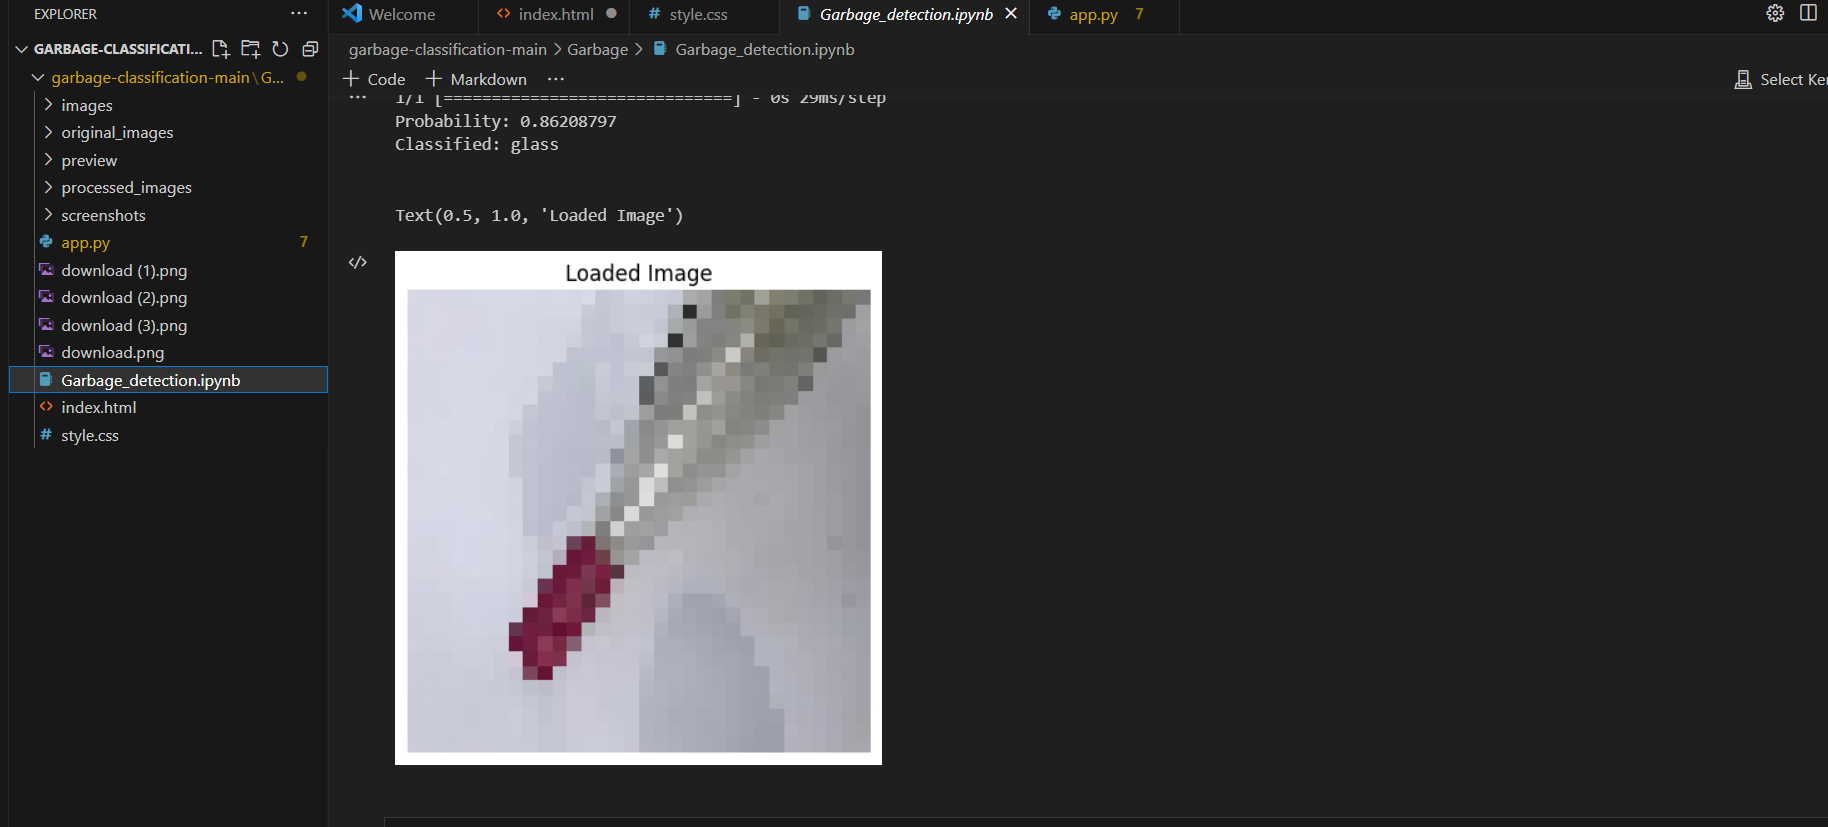 EXPLORER
Welcome
index.html
style.css
Garbage_detection.ipynb
app.py 7
GARBAGE-CLASSIFICATI...
garbage-classification-main > Garbage > Garbage_detection.ipynb
garbage-classification-main\G...
Code
Markdown
Select Ker
images
original_images
preview
processed_images
screenshots
app.py 7
download (1).png
download (2).png
download (3).png
download.png
Garbage_detection.ipynb
index.html
style.css
1/1 [==============================] - 0s 29ms/step
Probability: 0.86208797
Classified: glass
Text(0.5, 1.0, 'Loaded Image')
Loaded Image